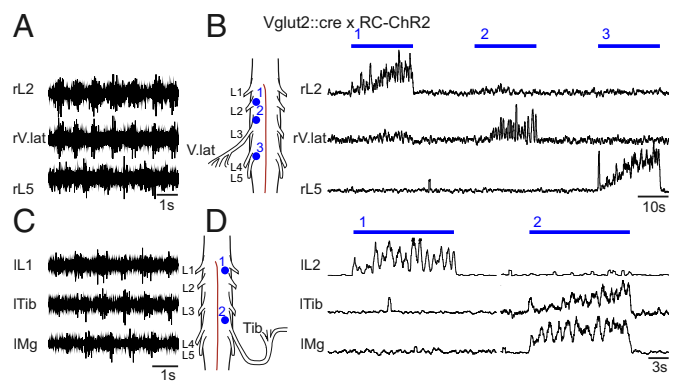 A
B
Vglut2::cre x RC-ChR2
1 2 3
rL2
rV.lat
rL5
1s
L1
L2
L3
V.lat
L4
L5
1
2
3
rL2
rV.lat
rL5
10s
C
D
1 2
lL1
lTib
lMg
1s
L1
L2
L3
L4
L5
1
2
Tib
lL2
lTib
lMg
3s